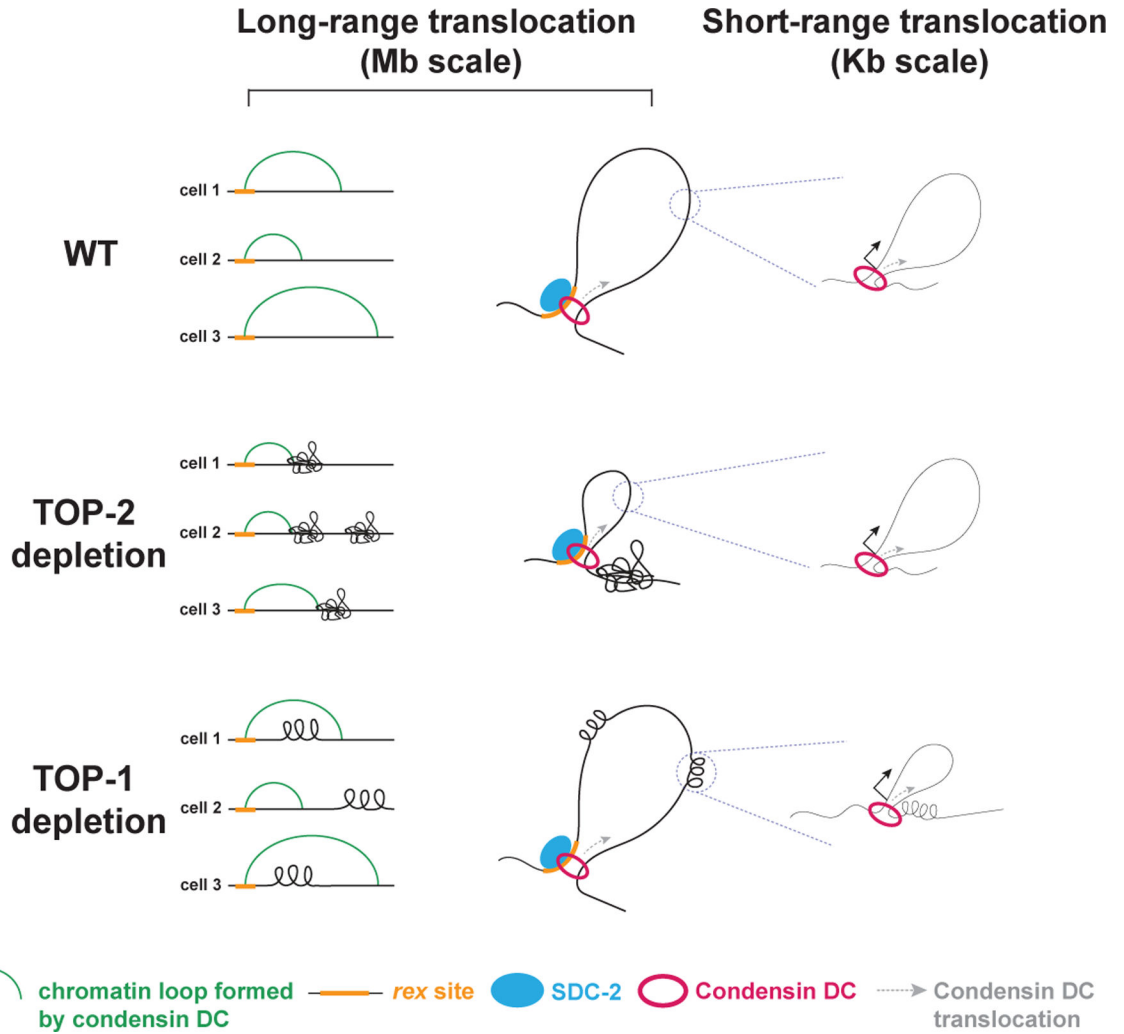 Long-range translocation
(Mb scale)
Short-range translocation
(Kb scale)
WT
cell 1
cell 2
cell 3
TOP-2
depletion
cell 1
cell 2
cell 3
TOP-1
depletion
cell 1
cell 2
cell 3
chromatin loop formed
by condensin DC
rex site
SDC-2
Condensin DC
Condensin DC
translocation